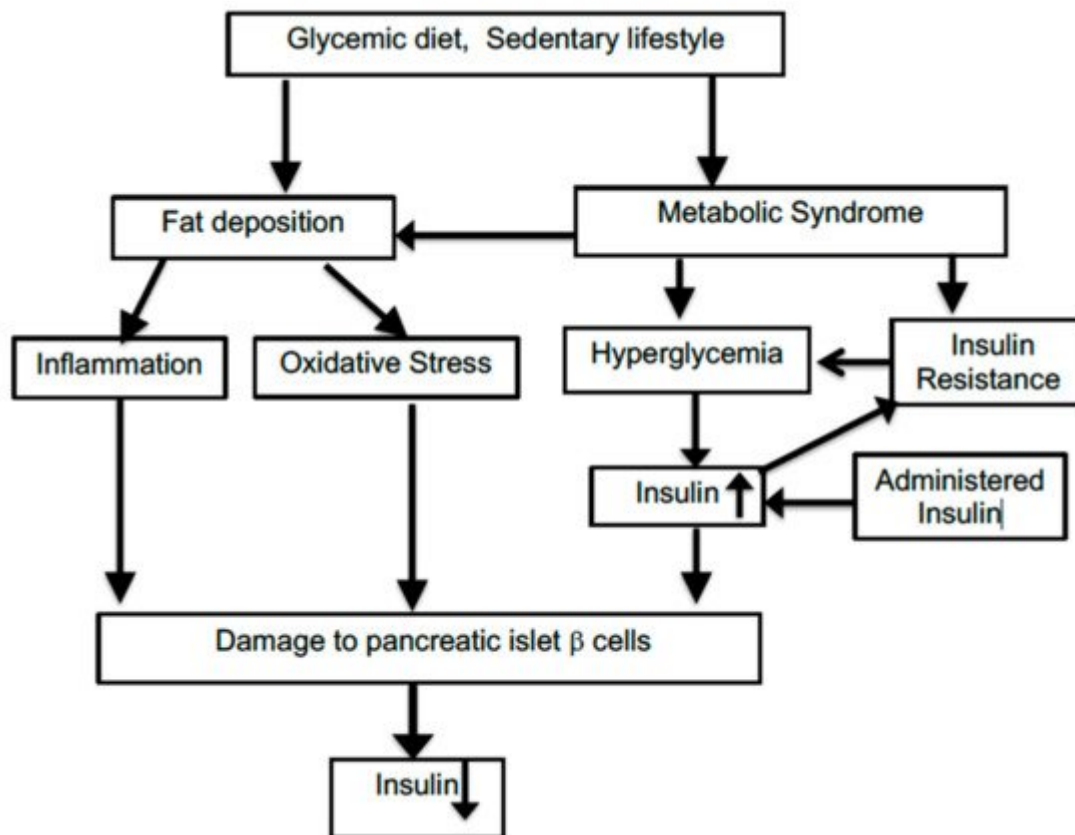 Glycemic diet, Sedentary lifestyle
Fat deposition
Metabolic Syndrome
Inflammation
Oxidative Stress
Hyperglycemia
Insulin
Resistance
Insulin
Administered
Insulin
Damage to pancreatic islet β cells
Insulin